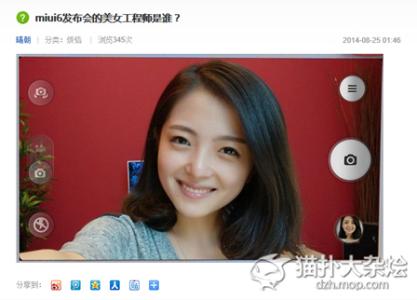 miui6发布会的美女工程师是谁？
分类：烦恼 浏览345次 2014-08-25 01:46
分享到：
猫扑大杂烩
dzh.mop.com